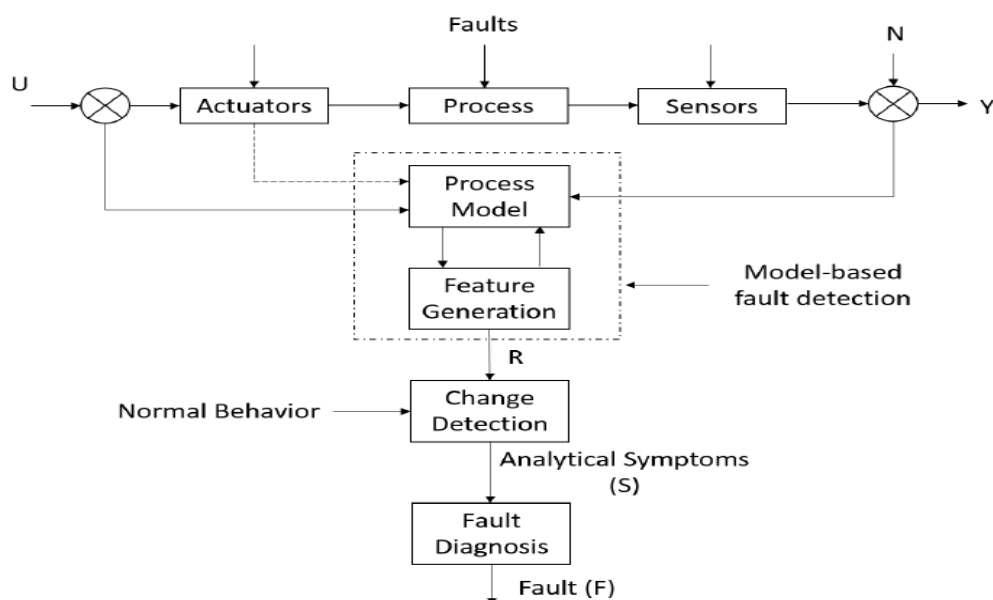 Faults
N
U
Actuators
Process
Sensors
Y
Process
Model
Feature
Generation
Model-based
fault detection
R
Normal Behavior
Change
Detection
Analytical Symptoms
(S)
Fault
Diagnosis
Fault (F)